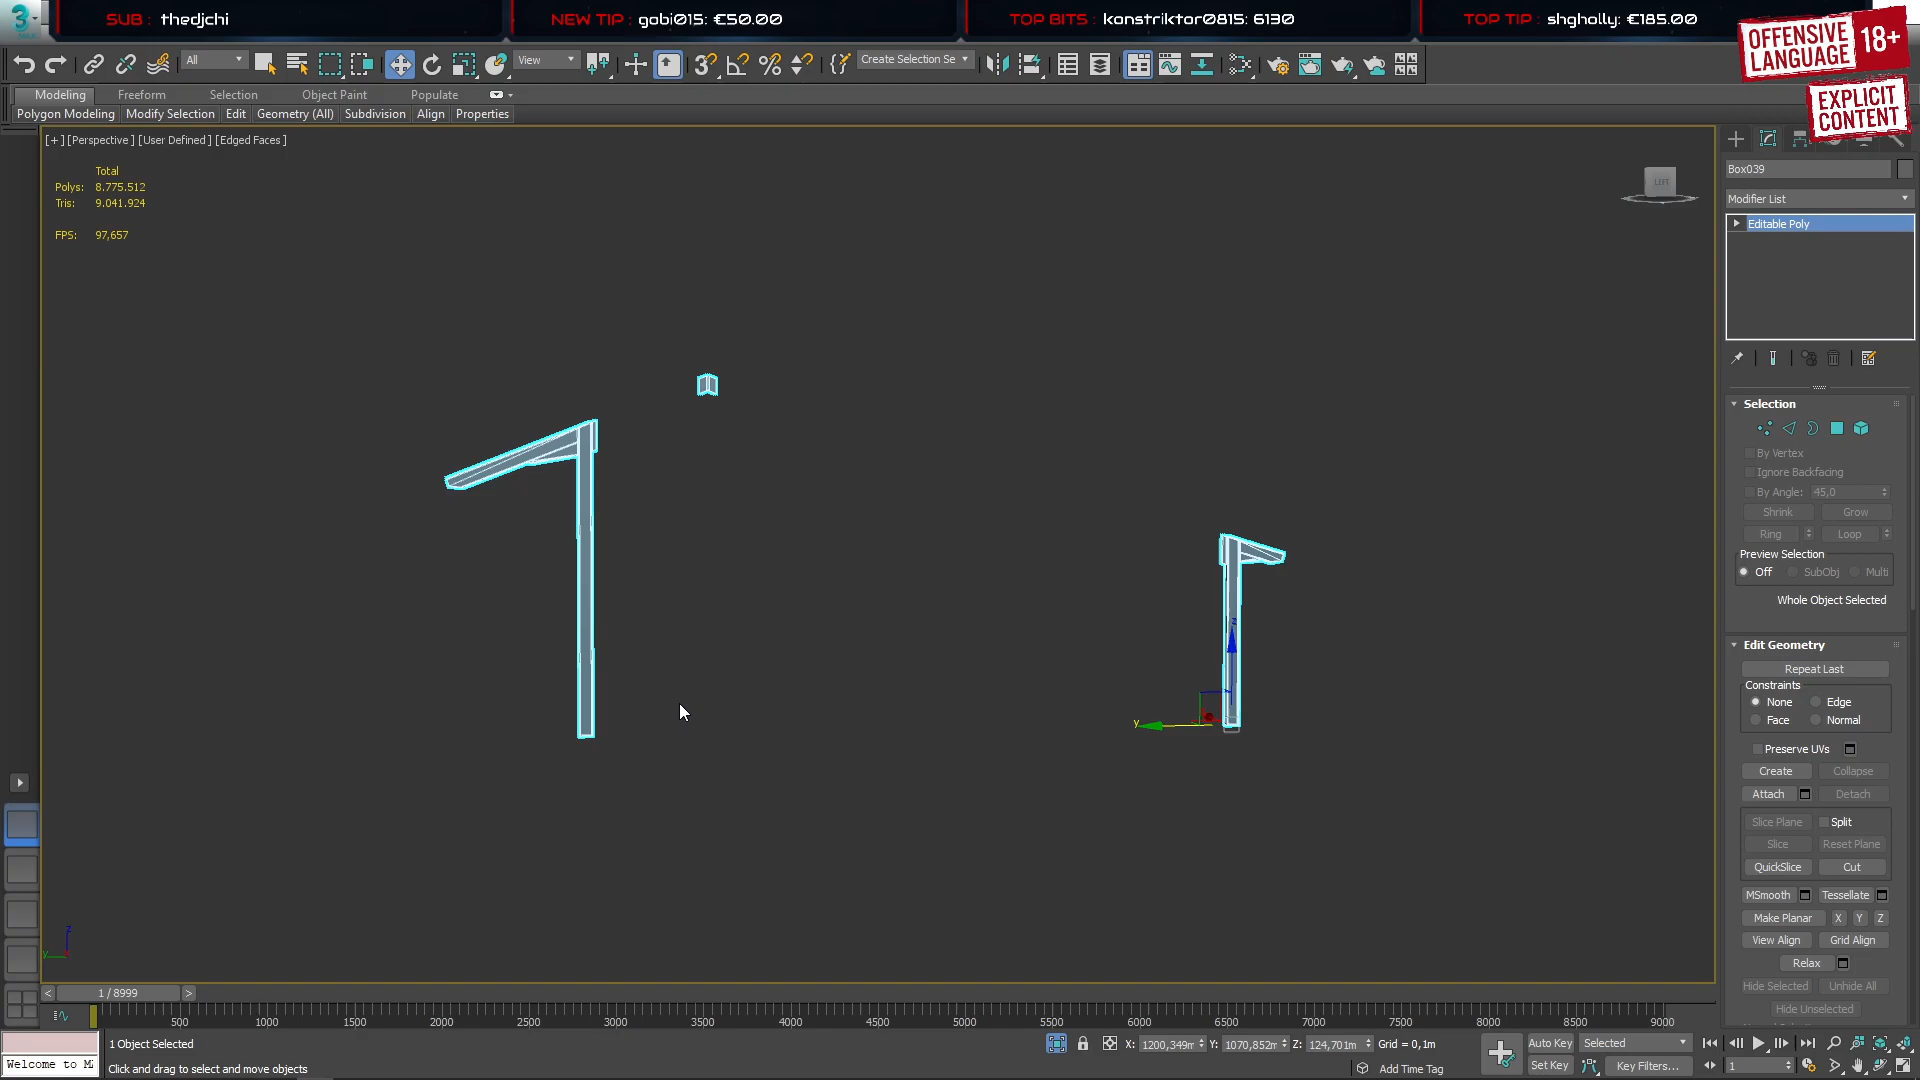 SUB : thedjchi
NEW TIP : gabi015: €50.00
TOP BITS : konstriktor0815: 6130
TOP TIP : shgholly: €185.00
OFFENSIVE LANGUAGE 18+
EXPLICIT CONTENT
3
MAX
All
View
Create Selection Se
Modeling Freeform Selection Object Paint Populate
Polygon Modeling Modify Selection Edit Geometry (All) Subdivision Align Properties
[+] [Perspective ] [User Defined ] [Edged Faces ]
Total
Polys: 8.775.512
Tris: 9.041.924
FPS: 97,657
LEFT
z
y
z
y
Box039
Modifier List
Editable Poly
Selection
By Vertex
Ignore Backfacing
By Angle: 45,0
Shrink Grow
Ring Loop
Preview Selection
Off SubObj Multi
Whole Object Selected
Edit Geometry
Repeat Last
Constraints
None Edge
Face Normal
Preserve UVs
Create Collapse
Attach Detach
Slice Plane Split
Slice Reset Plane
QuickSlice Cut
MSmooth Tessellate
Make Planar X Y Z
View Align Grid Align
Relax
Hide Selected Unhide All
Hide Unselected
< 1 / 8999 >
500 1000 1500 2000 2500 3000 3500 4000 4500 5000 5500 6000 6500 7000 7500 8000 8500 9000
1 Object Selected
X: 1200,349m Y: 1070,852m Z: 124,701m Grid = 0,1m
Auto Key Selected
Welcome to M
Click and drag to select and move objects
Add Time Tag
Set Key Key Filters...
1